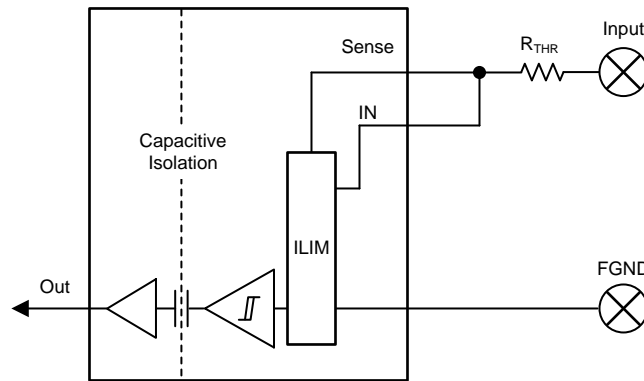 Input
Sense
R_THR
IN
Capacitive
Isolation
ILIM
FGND
Out